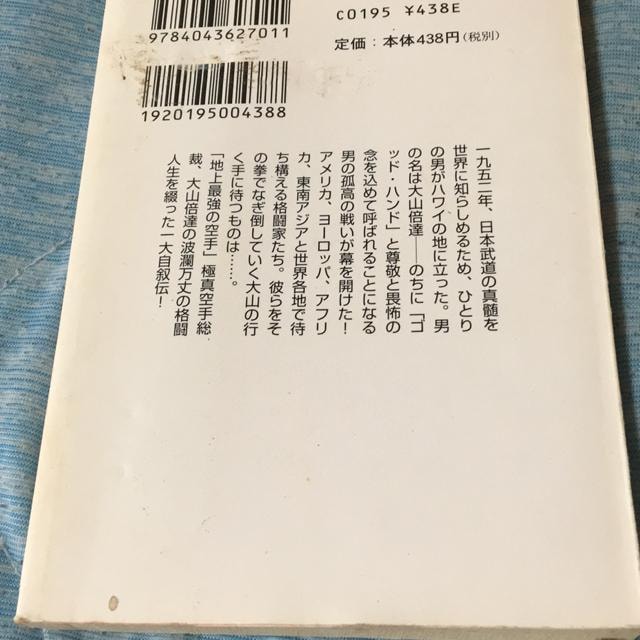 9784043627011
1920195004388
C0195 ¥438E
定価：本体438円（税別）
一九五二年、日本武道の真髄を
世界に知らしめるため、ひとり
の男がハワイの地に立った。男
の名は大山倍達――のちに「ゴ
ッド・ハンド」と尊敬と畏怖の
念を込めて呼ばれることになる
男の孤高の戦いが幕を開けた！
アメリカ、ヨーロッパ、アフリ
カ、東南アジアと世界各地で待
ち構える格闘家たち。彼らをそ
の拳でなぎ倒していく大山の行
く手に待つものは……。
「地上最強の空手」極真空手総
裁、大山倍達の波瀾万丈の格闘
人生を綴った一大自叙伝！